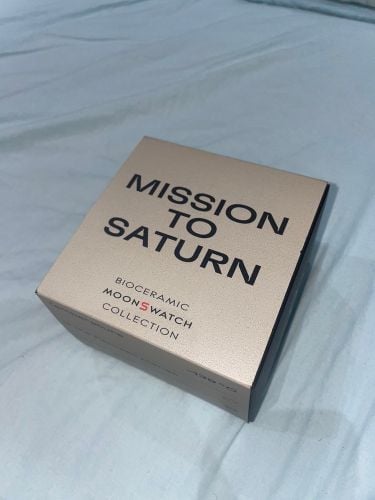 MISSION
TO
SATURN
BIOCERAMIC
MOONSWATCH
COLLECTION